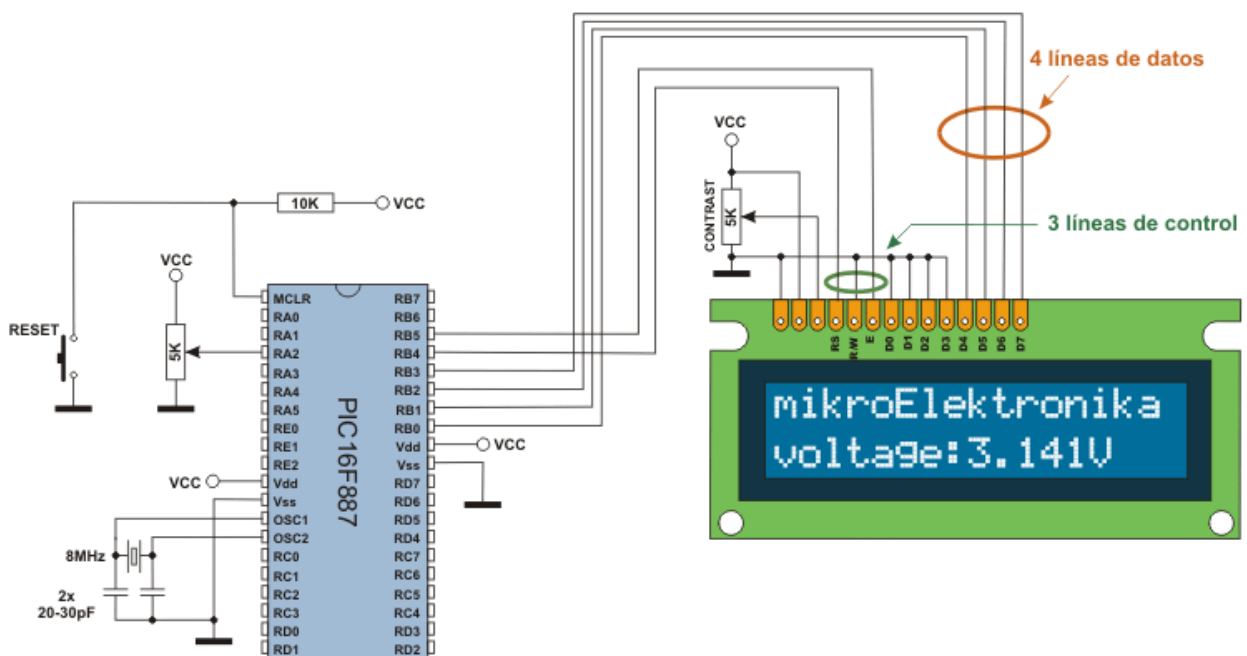 4 líneas de datos
VCC
CONTRAST
5K
3 líneas de control
10K
VCC
VCC
RESET
5K
MCLR
RA0
RA1
RA2
RA3
RA4
RA5
RE0
RE1
RE2
Vdd
Vss
OSC1
OSC2
RC0
RC1
RC2
RC3
RD0
RD1
PIC16F887
RB7
RB6
RB5
RB4
RB3
RB2
RB1
RB0
Vdd
Vss
RD7
RD6
RD5
RD4
RC7
RC6
RC5
RC4
RD3
RD2
VCC
VCC
8MHz
2x
20-30pF
RS
R/W
E
D0
D1
D2
D3
D4
D5
D6
D7
mikroElektronika
voltage:3.141V